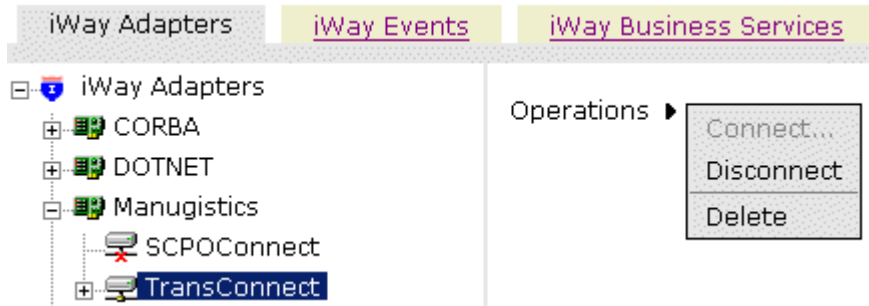 iWay Adapters
iWay Events
iWay Business Services
iWay Adapters
CORBA
DOTNET
Manugistics
SCPOConnect
TransConnect
Operations
Connect...
Disconnect
Delete